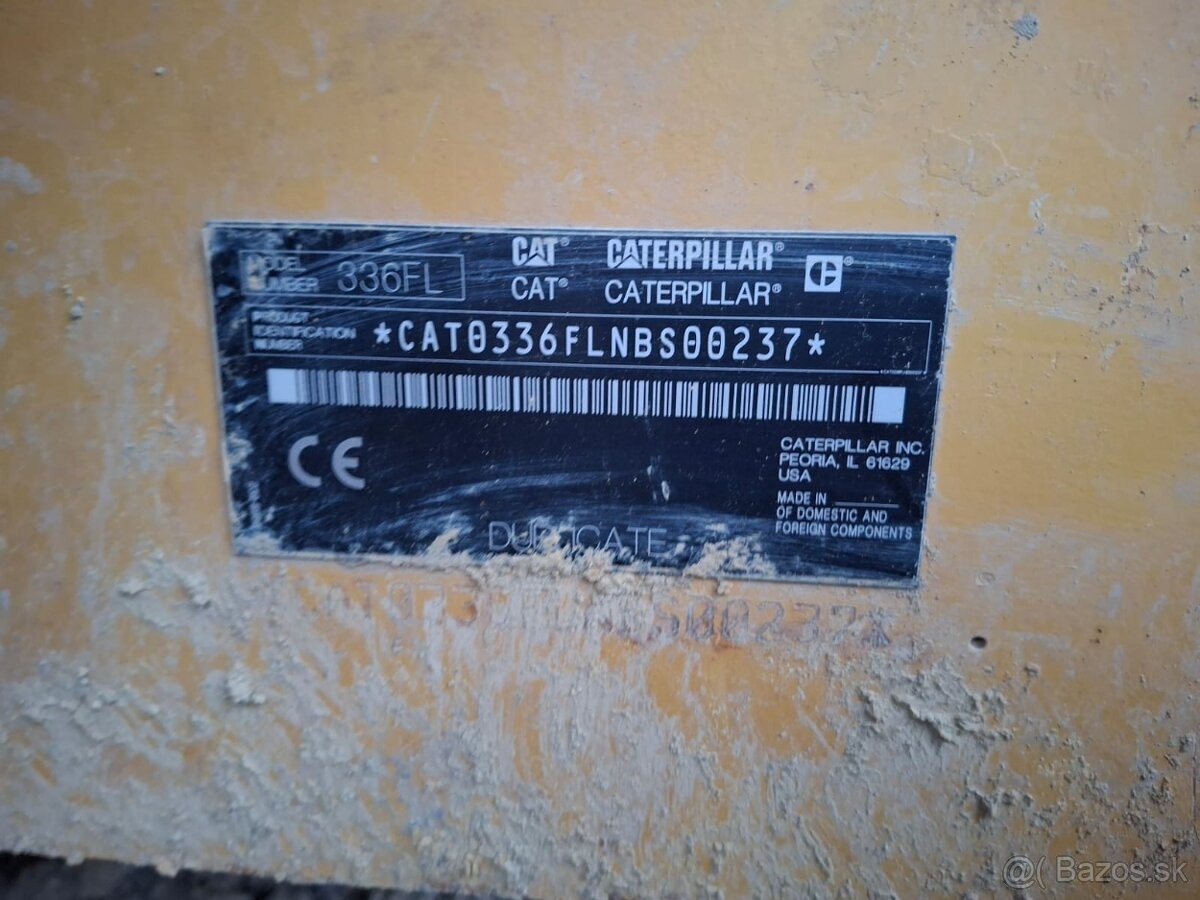 MODEL
NUMBER 336FL
CAT® CATERPILLAR®
CAT® CATERPILLAR®
PRODUCT
IDENTIFICATION
NUMBER
*CAT0336FLNBS00237*
CE
CATERPILLAR INC.
PEORIA, IL 61629
USA
MADE IN
OF DOMESTIC AND
FOREIGN COMPONENTS
DUPLICATE
@( Bazos.sk